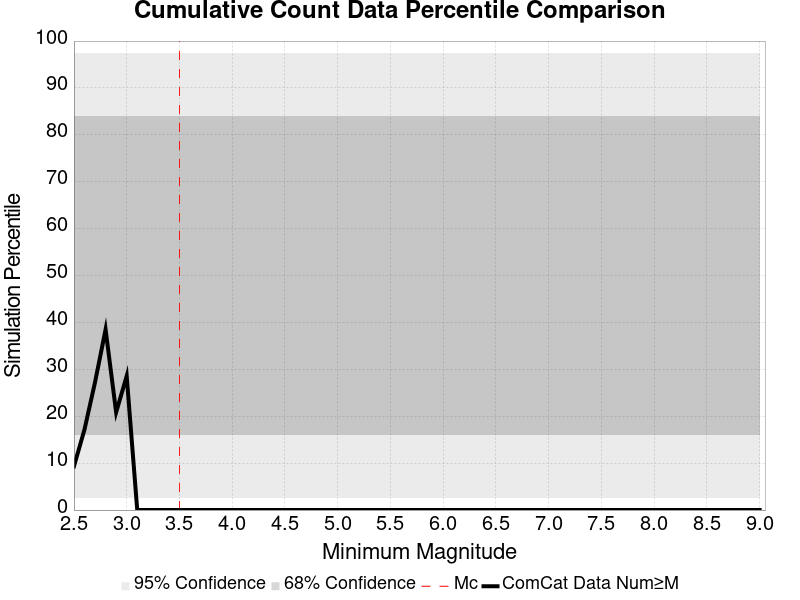 Cumulative Count Data Percentile Comparison
100
90
80
70
60
50
40
30
20
10
0
Simulation Percentile
2.5 3.0 3.5 4.0 4.5 5.0 5.5 6.0 6.5 7.0 7.5 8.0 8.5 9.0
Minimum Magnitude
95% Confidence 68% Confidence Mc ComCat Data Num≥M